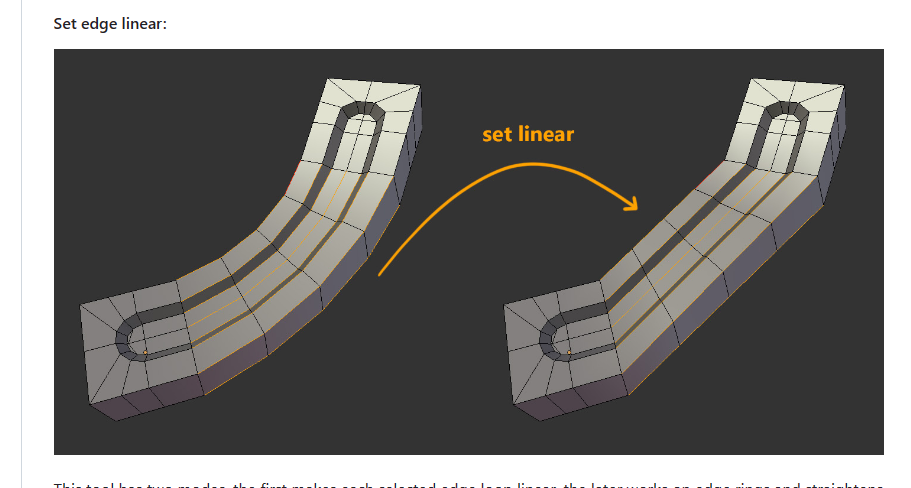 Set edge linear:
set linear
This tool has two modes, the first makes each selected edge loop linear, the later works on edge rings and straightens